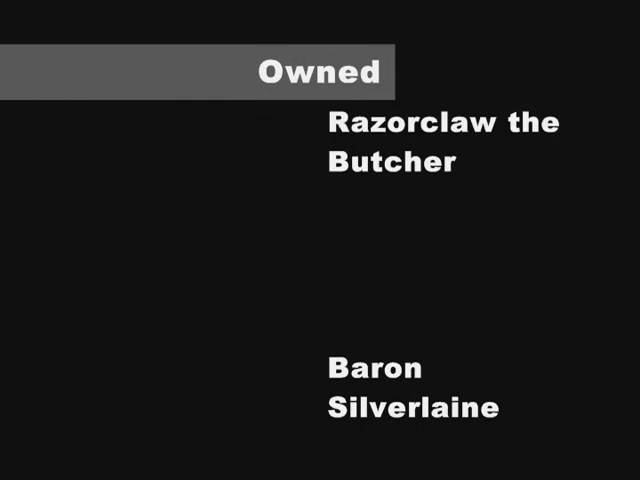 Owned
Razorclaw the
Butcher
Baron
Silverlaine